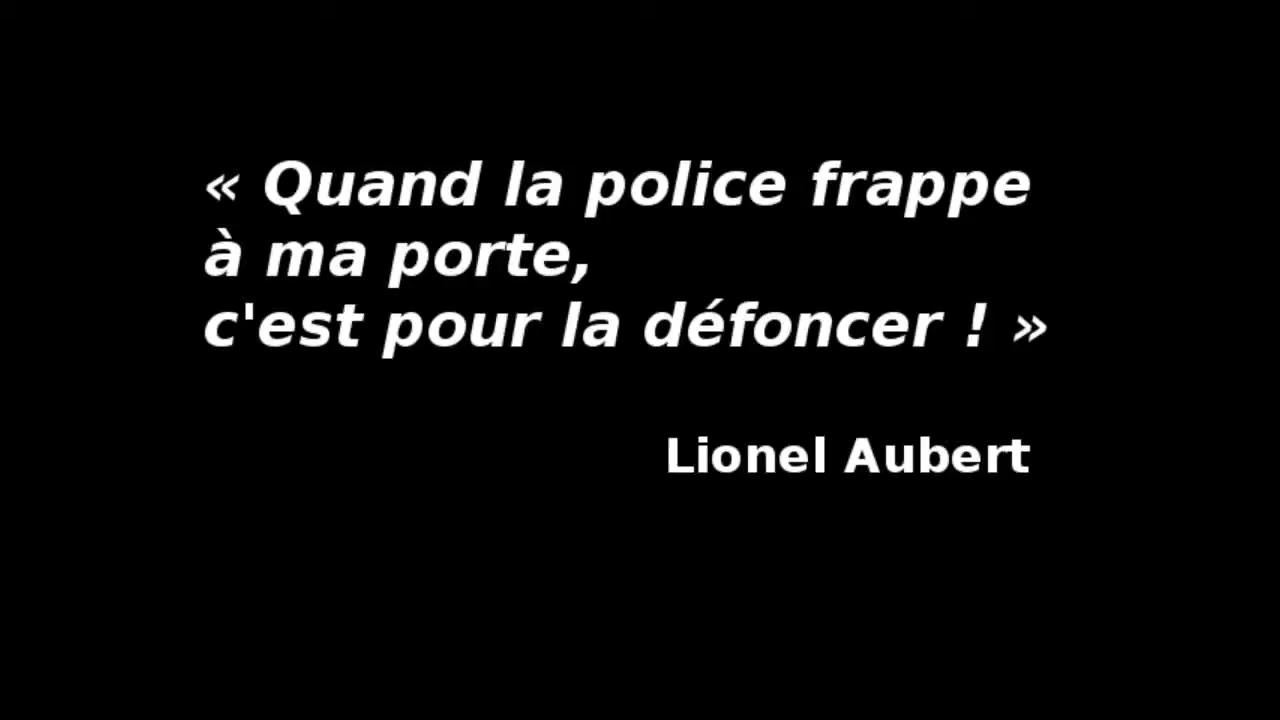 « Quand la police frappe
à ma porte,
c'est pour la défoncer ! »
Lionel Aubert